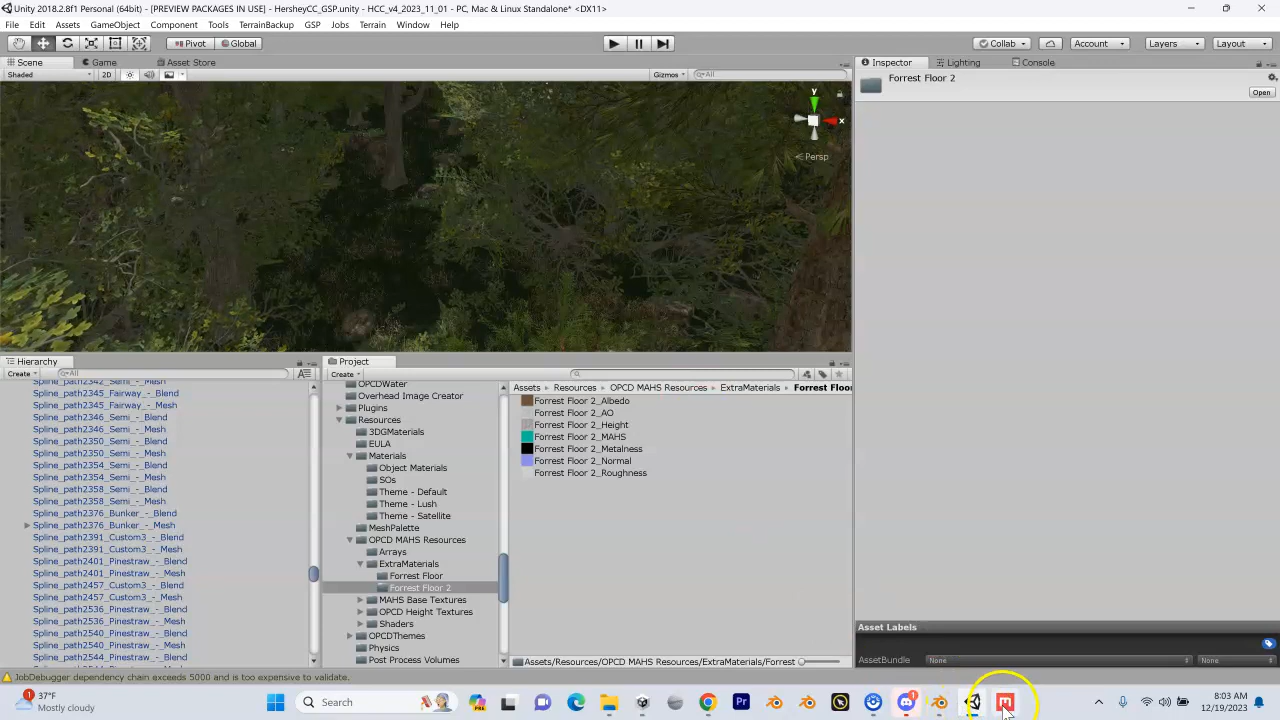 Unity 2018.2.8f1 Personal (64bit) - [PREVIEW PACKAGES IN USE] - HersheyCC_GSP.unity - HCC_v4_2023_11_01 - PC, Mac & Linux Standalone* <DX11>
File Edit Assets GameObject Component Tools TerrainBackup GSP Jobs Terrain Window Help
Pivot Global Collab Account Layers Layout
Scene Game Asset Store Inspector Lighting Console
Shaded 2D Gizmos All
Forrest Floor 2
Open
y
x
Persp
Hierarchy
Create All
Spline_path2342_Semi_-_Mesh
Spline_path2345_Fairway_-_Blend
Spline_path2345_Fairway_-_Mesh
Spline_path2346_Semi_-_Blend
Spline_path2346_Semi_-_Mesh
Spline_path2350_Semi_-_Blend
Spline_path2350_Semi_-_Mesh
Spline_path2354_Semi_-_Blend
Spline_path2354_Semi_-_Mesh
Spline_path2358_Semi_-_Blend
Spline_path2358_Semi_-_Mesh
Spline_path2376_Bunker_-_Blend
Spline_path2376_Bunker_-_Mesh
Spline_path2391_Custom3_-_Blend
Spline_path2391_Custom3_-_Mesh
Spline_path2401_Pinestraw_-_Blend
Spline_path2401_Pinestraw_-_Mesh
Spline_path2457_Custom3_-_Blend
Spline_path2457_Custom3_-_Mesh
Spline_path2536_Pinestraw_-_Blend
Spline_path2536_Pinestraw_-_Mesh
Spline_path2540_Pinestraw_-_Blend
Spline_path2540_Pinestraw_-_Mesh
Spline_path2544_Pinestraw_-_Blend
Project
Create
OPCDWater
Overhead Image Creator
Plugins
Resources
3DGMaterials
EULA
Materials
Object Materials
SOs
Theme - Default
Theme - Lush
Theme - Satellite
MeshPalette
OPCD MAHS Resources
Arrays
ExtraMaterials
Forrest Floor
Forrest Floor 2
MAHS Base Textures
OPCD Height Textures
Shaders
OPCDThemes
Physics
Post Process Volumes
Assets Resources OPCD MAHS Resources ExtraMaterials Forrest Floor
Forrest Floor 2_Albedo
Forrest Floor 2_AO
Forrest Floor 2_Height
Forrest Floor 2_MAHS
Forrest Floor 2_Metalness
Forrest Floor 2_Normal
Forrest Floor 2_Roughness
Assets/Resources/OPCD MAHS Resources/ExtraMaterials/Forrest
Asset Labels
AssetBundle None None
JobDebugger dependency chain exceeds 5000 and is too expensive to validate.
1
37°F
Mostly cloudy
Search
Pr
1
8:03 AM
12/19/2023